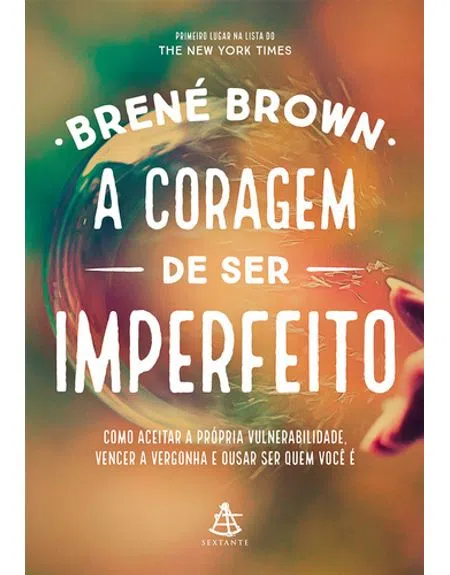 PRIMEIRO LUGAR NA LISTA DO
THE NEW YORK TIMES
· BRENÉ BROWN ·
A CORAGEM
DE SER
IMPERFEITO
COMO ACEITAR A PRÓPRIA VULNERABILIDADE,
VENCER A VERGONHA E OUSAR SER QUEM VOCÊ É
SEXTANTE